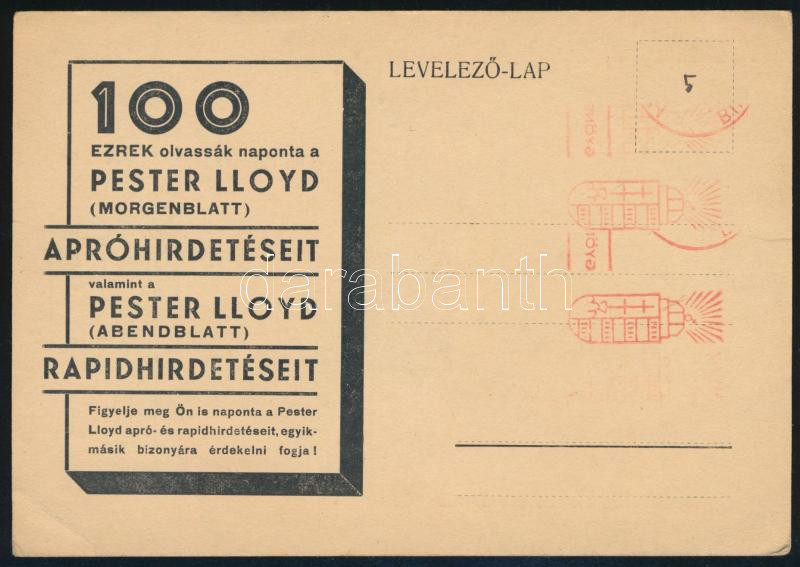 100
EZREK olvassák naponta a
PESTER LLOYD
(MORGENBLATT)
APRÓHIRDETÉSEIT
valamint a
PESTER LLOYD
(ABENDBLATT)
RAPIDHIRDETÉSEIT
Figyelje meg Ön is naponta a Pester
Lloyd apró- és rapidhirdetéseit, egyik-
másik bizonyára érdekelni fogja!
LEVELEZŐ-LAP
5
darabanth